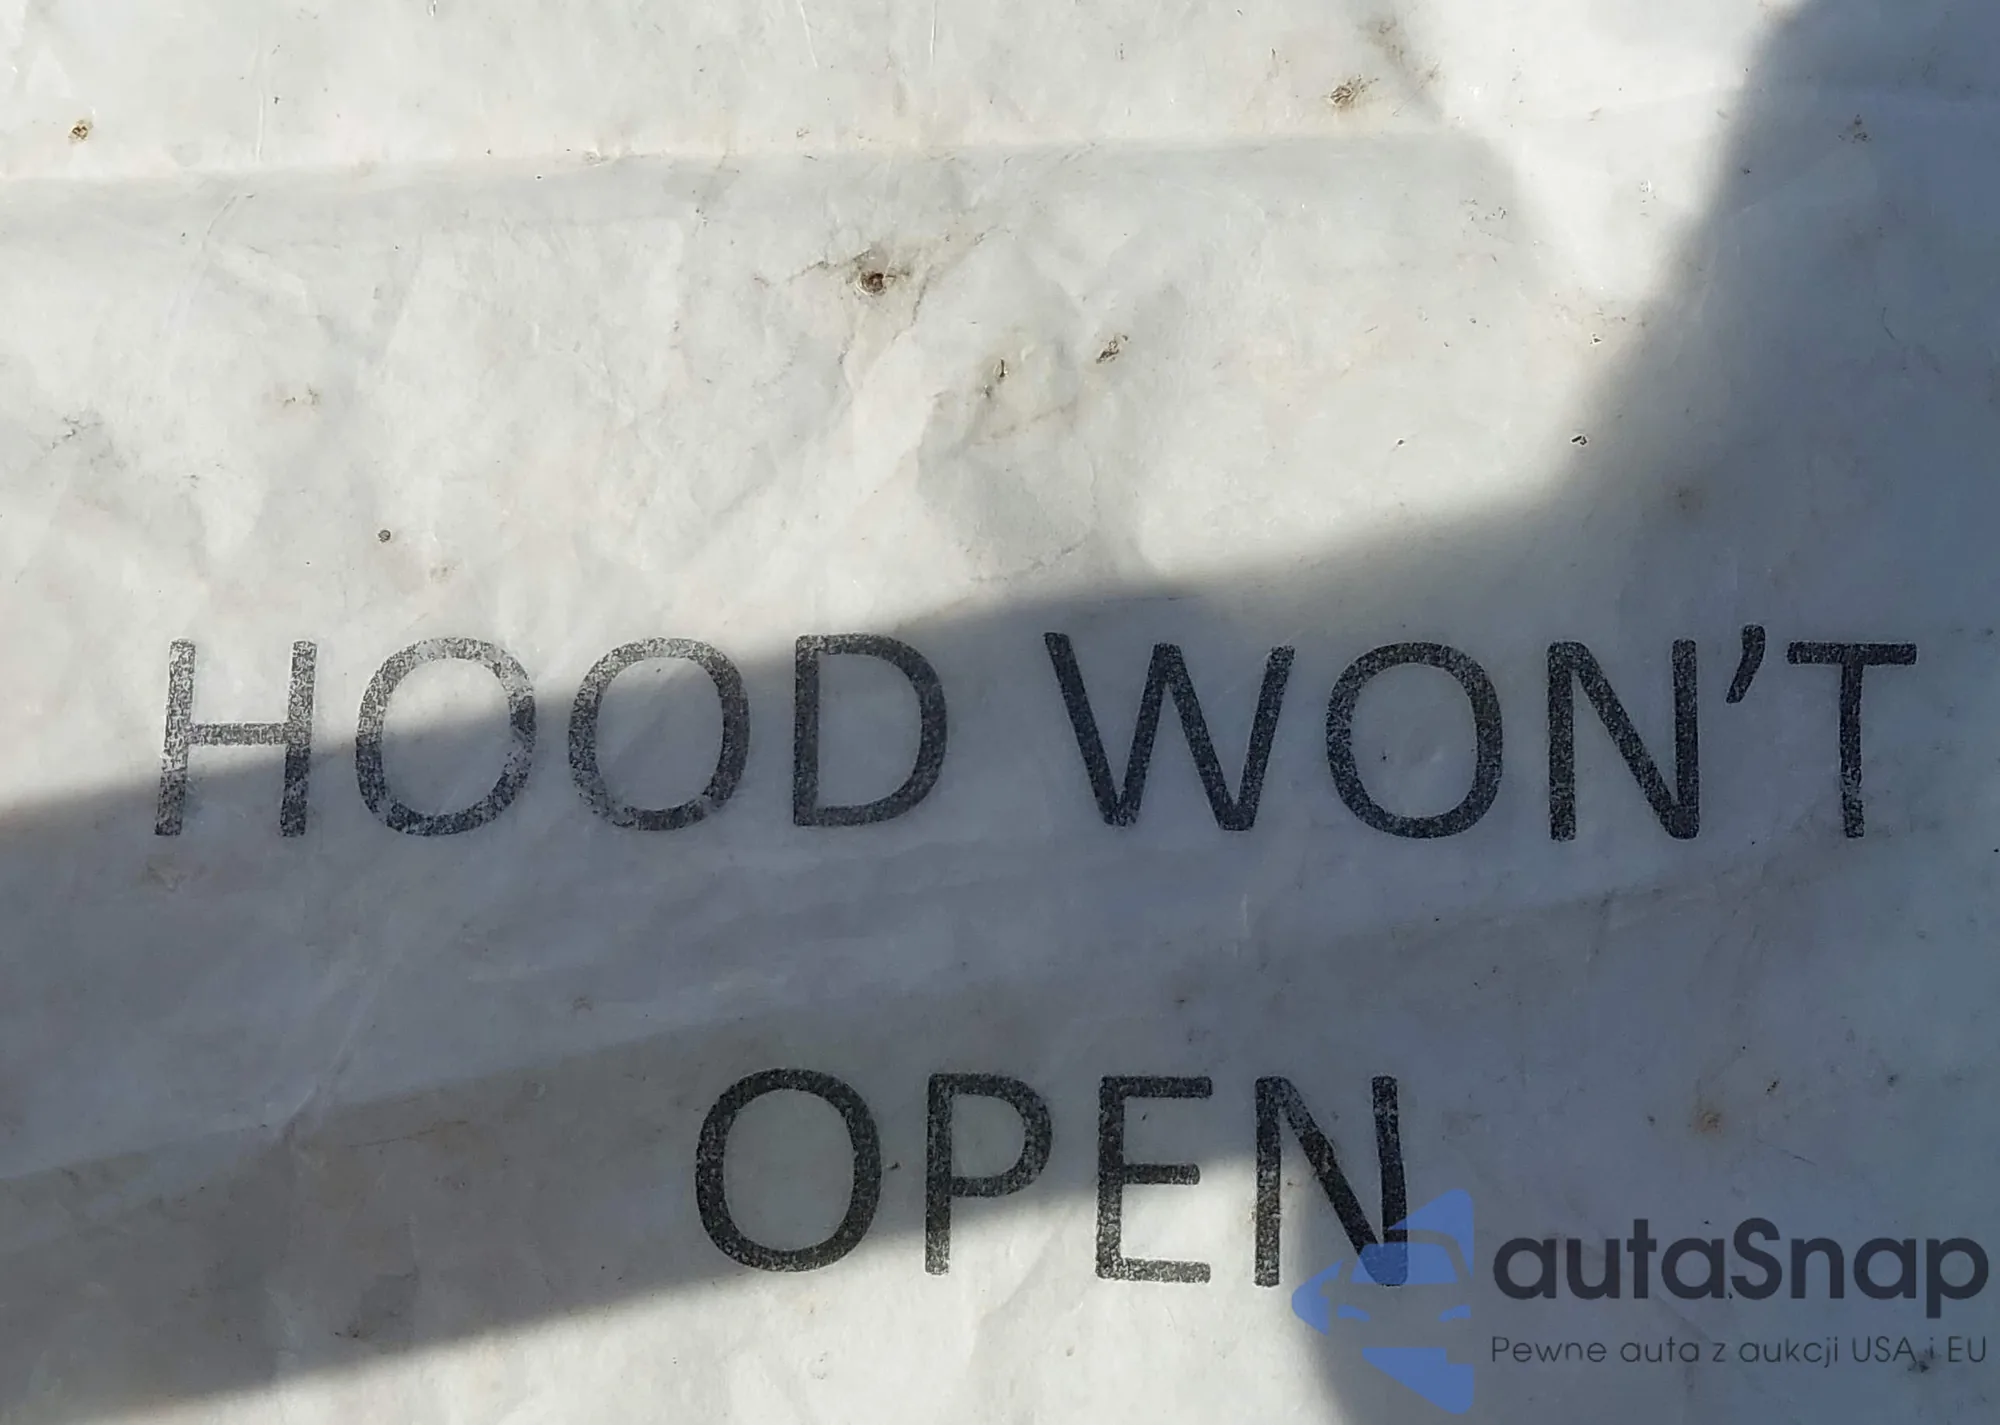 HOOD WON'T
OPEN
autaSnap
Pewne auta z aukcji USA i EU